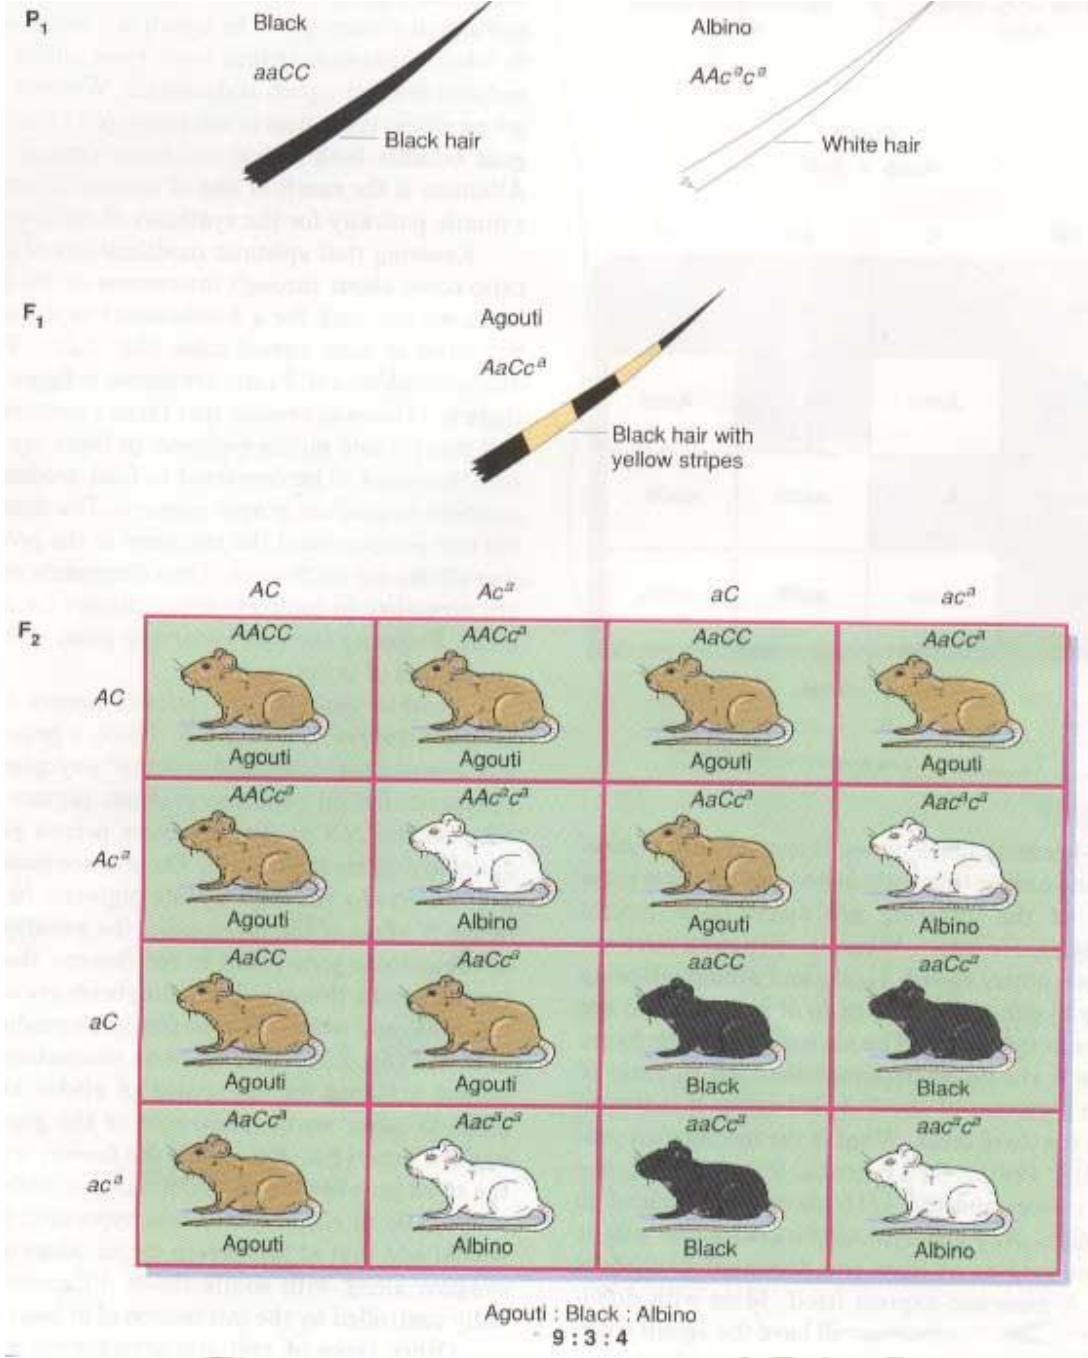 P1
Black
Albino
aaCC
AAcᵃcᵃ
Black hair
White hair
F1
Agouti
AaCcᵃ
Black hair with
yellow stripes
AC Acᵃ aC acᵃ
F2
AACC AACcᵃ AaCC AaCcᵃ
AC
Agouti Agouti Agouti Agouti
AACcᵃ AAcᵃcᵃ AaCcᵃ Aacᵃcᵃ
Acᵃ
Agouti Albino Agouti Albino
AaCC AaCcᵃ aaCC aaCcᵃ
aC
Agouti Agouti Black Black
AaCcᵃ Aacᵃcᵃ aaCcᵃ aacᵃcᵃ
acᵃ
Agouti Albino Black Albino
Agouti : Black : Albino
9 : 3 : 4